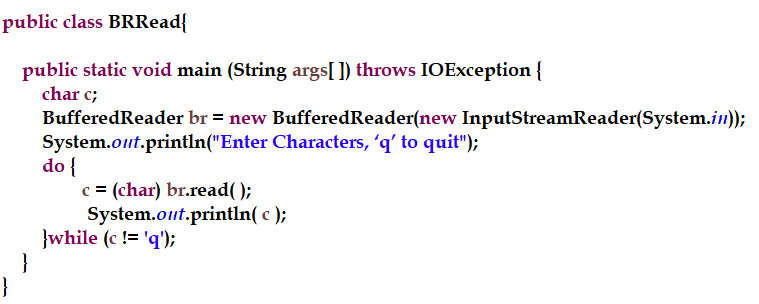 public class BRRead{
public static void main (String args[ ]) throws IOException {
char c;
BufferedReader br = new BufferedReader(new InputStreamReader(System.in));
System.out.println("Enter Characters, ‘q’ to quit");
do {
c = (char) br.read( );
System.out.println( c );
}while (c != 'q');
}
}